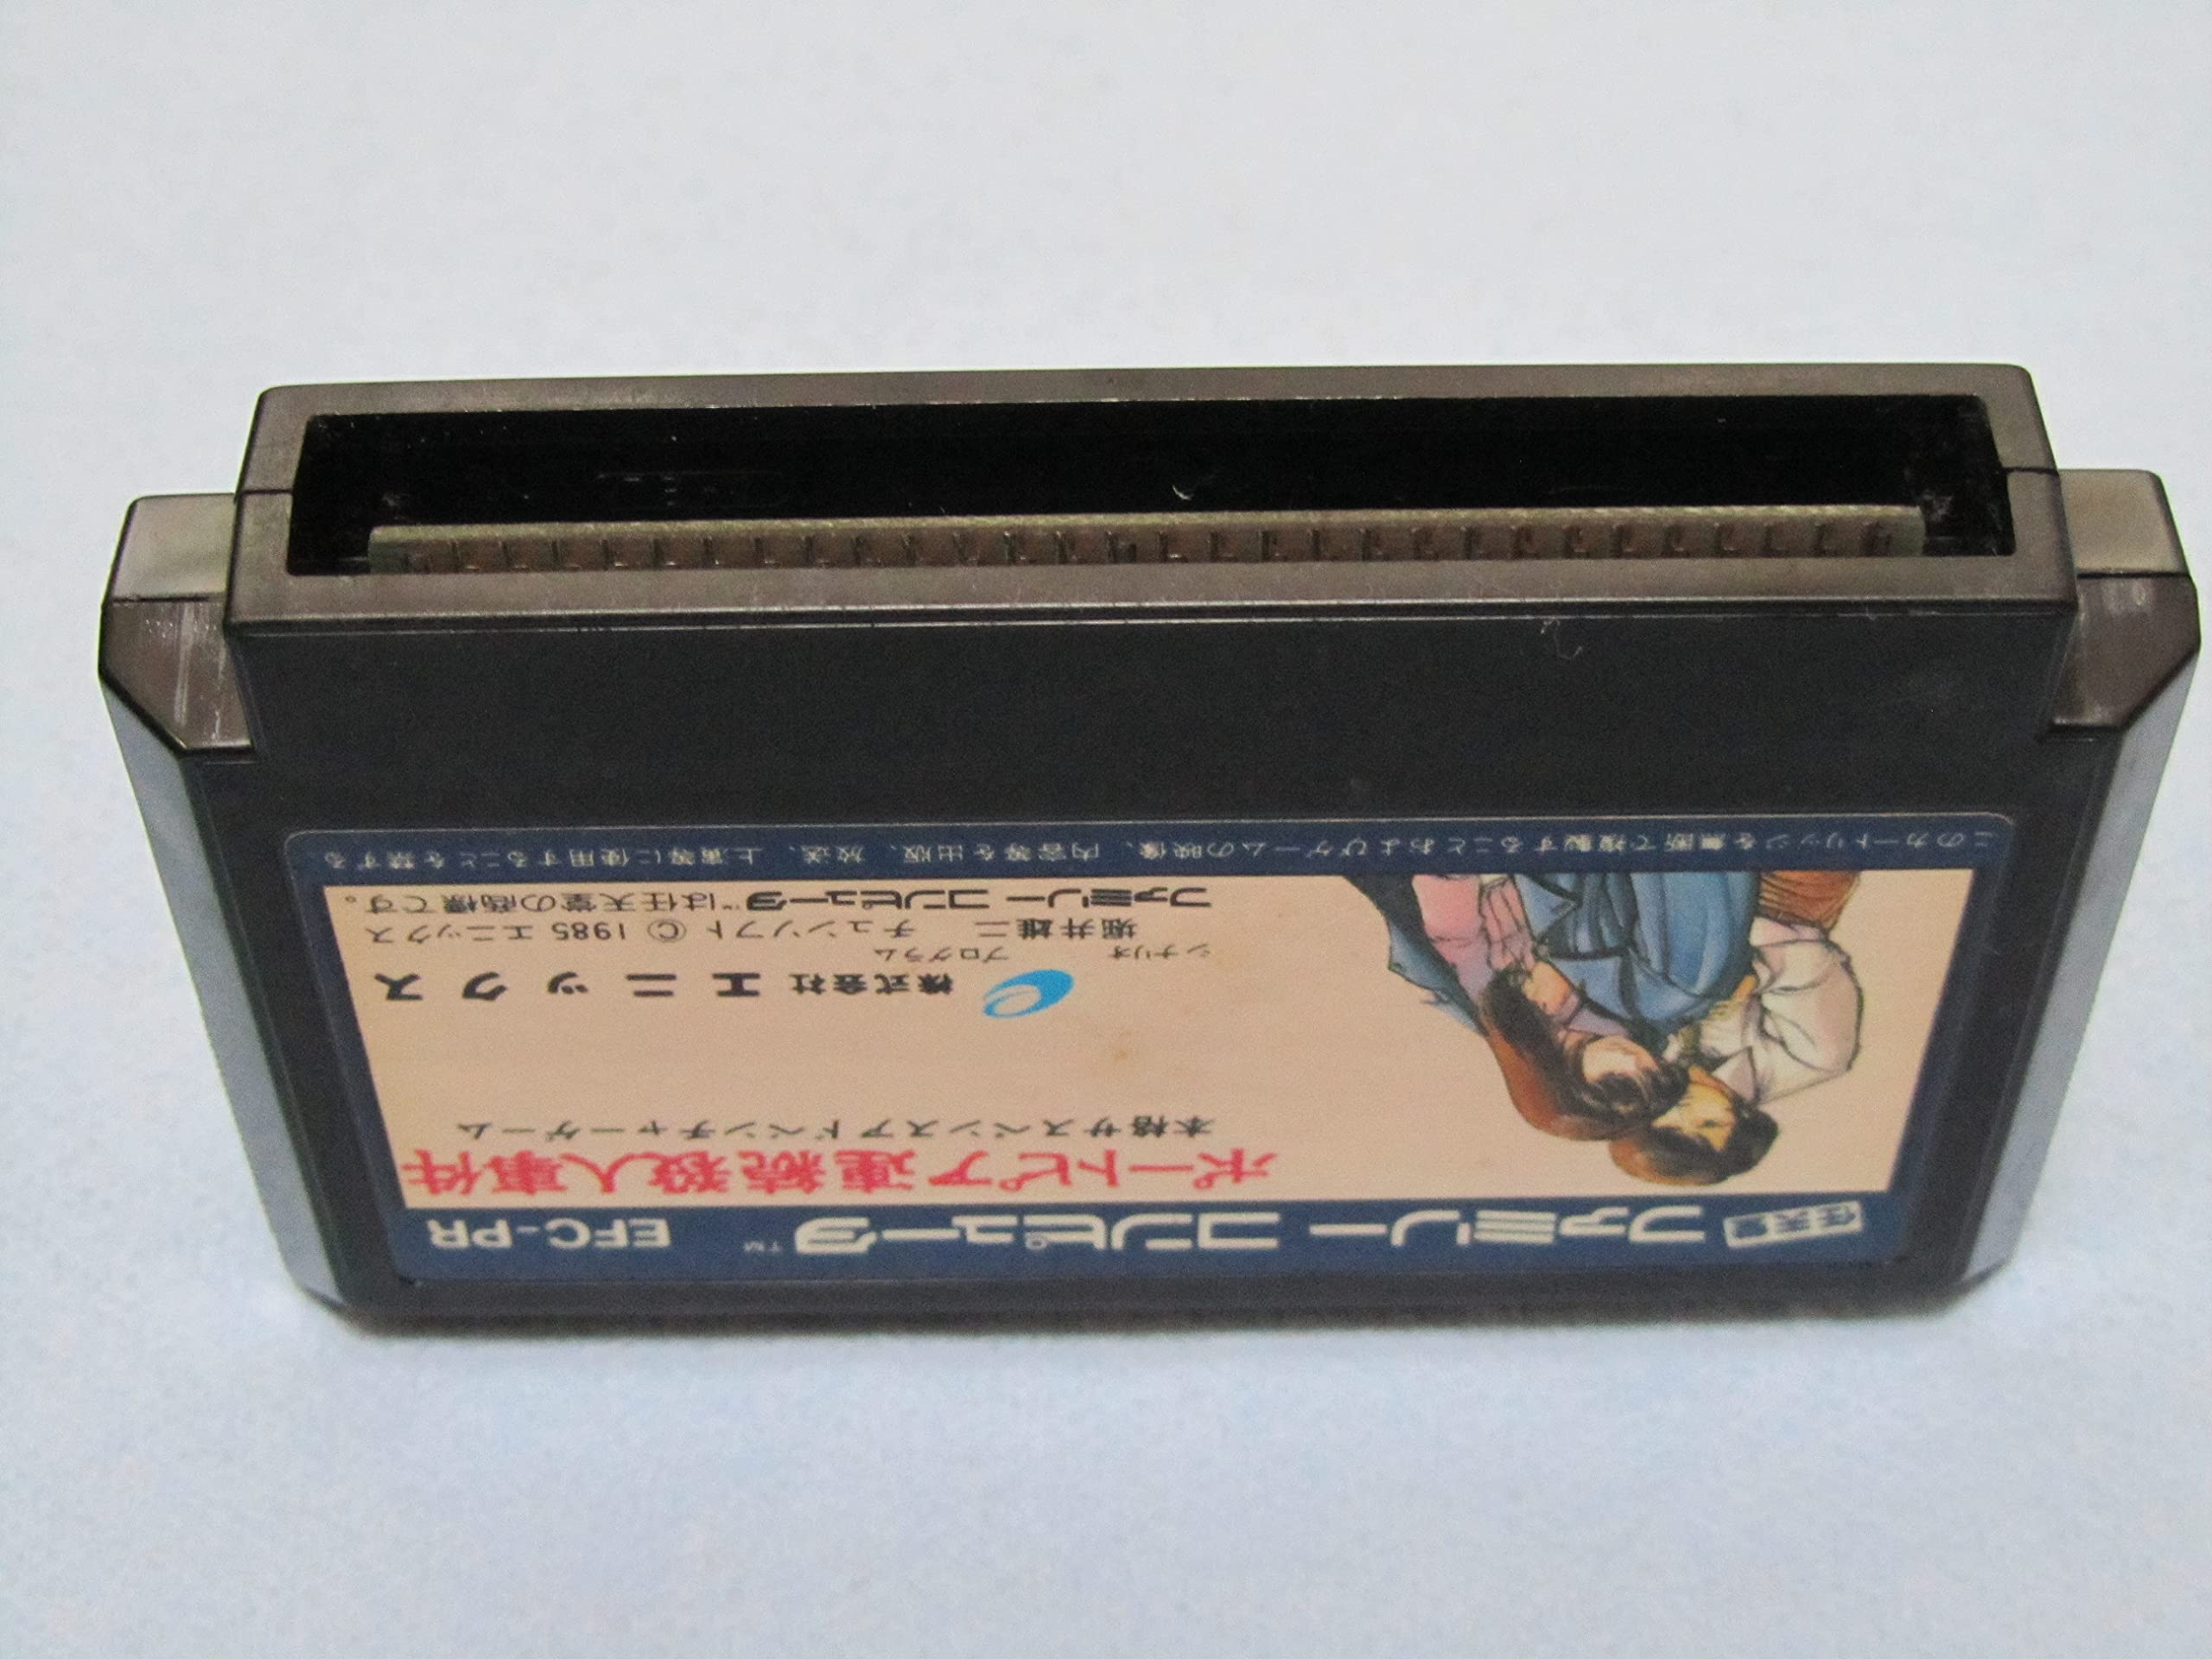 任天堂 ファミリー コンピュータ™ EFC-PR
ポートピア連続殺人事件
本格サスペンスアドベンチャーゲーム
e 株式会社 エニックス
シナリオ プログラム
堀井雄二 チュンソフト © 1985 エニックス
ファミリー コンピュータ™は任天堂の商標です。
このカートリッジを無断で複製することおよびゲームの映像、内容等を出版、放送、上演等に使用することを禁ずる